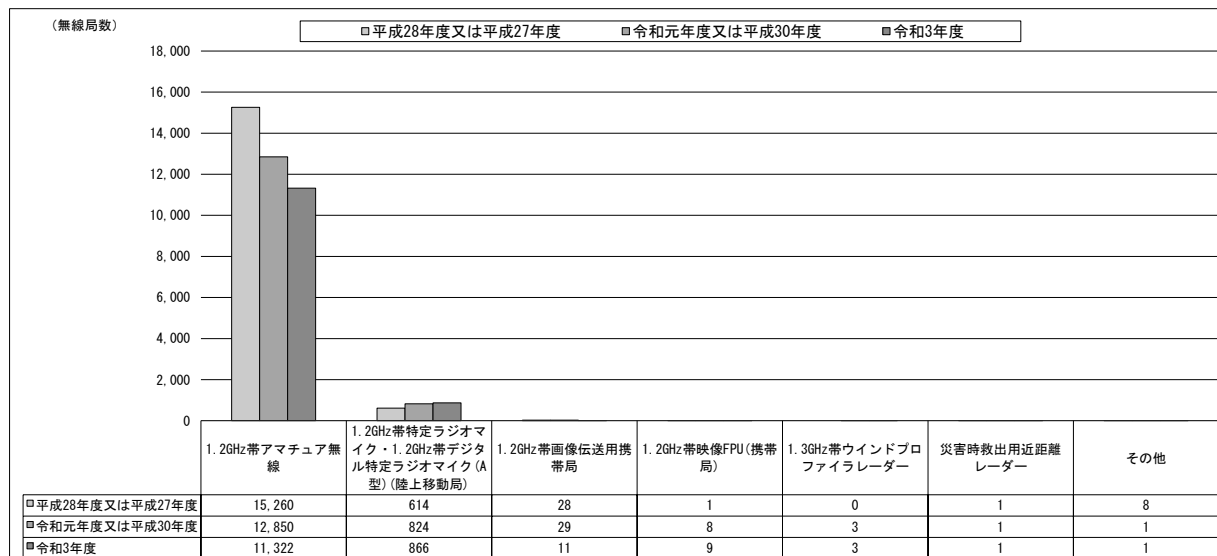 (無線局数)
□平成28年度又は平成27年度 ■令和元年度又は平成30年度 ■令和3年度
18,000
16,000
14,000
12,000
10,000
8,000
6,000
4,000
2,000
0
1.2GHz帯アマチュア無線
1.2GHz帯特定ラジオマイク・1.2GHz帯デジタル特定ラジオマイク(A型)(陸上移動局)
1.2GHz帯画像伝送用携帯局
1.2GHz帯映像FPU(携帯局)
1.3GHz帯ウインドプロファイラレーダー
災害時救出用近距離レーダー
その他
□平成28年度又は平成27年度 15,260 614 28 1 0 1 8
■令和元年度又は平成30年度 12,850 824 29 8 3 1 1
■令和3年度 11,322 866 11 9 3 1 1